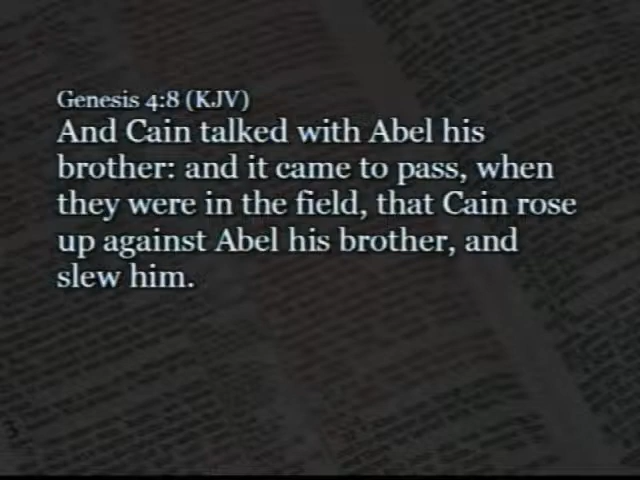 Genesis 4:8 (KJV)
And Cain talked with Abel his
brother: and it came to pass, when
they were in the field, that Cain rose
up against Abel his brother, and
slew him.